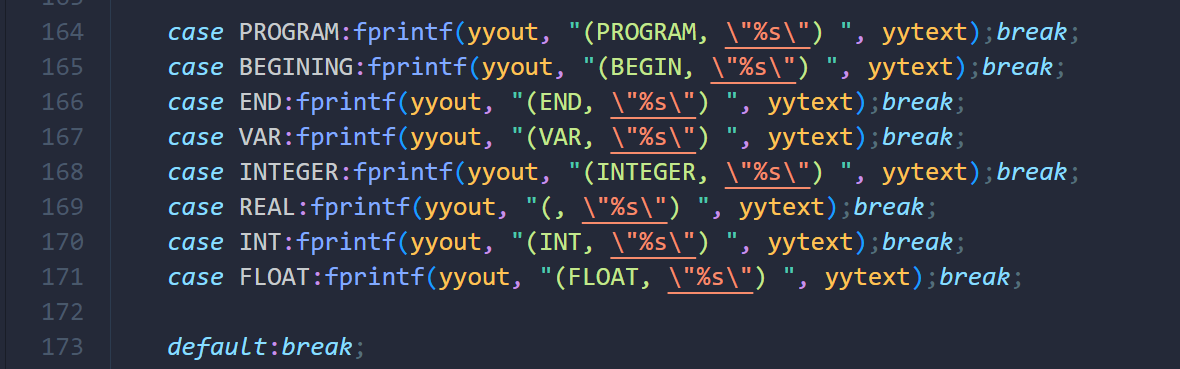 164 case PROGRAM:fprintf(yyout, "(PROGRAM, \"%s\") ", yytext);break;
165 case BEGINING:fprintf(yyout, "(BEGIN, \"%s\") ", yytext);break;
166 case END:fprintf(yyout, "(END, \"%s\") ", yytext);break;
167 case VAR:fprintf(yyout, "(VAR, \"%s\") ", yytext);break;
168 case INTEGER:fprintf(yyout, "(INTEGER, \"%s\") ", yytext);break;
169 case REAL:fprintf(yyout, "(, \"%s\") ", yytext);break;
170 case INT:fprintf(yyout, "(INT, \"%s\") ", yytext);break;
171 case FLOAT:fprintf(yyout, "(FLOAT, \"%s\") ", yytext);break;
172
173 default:break;